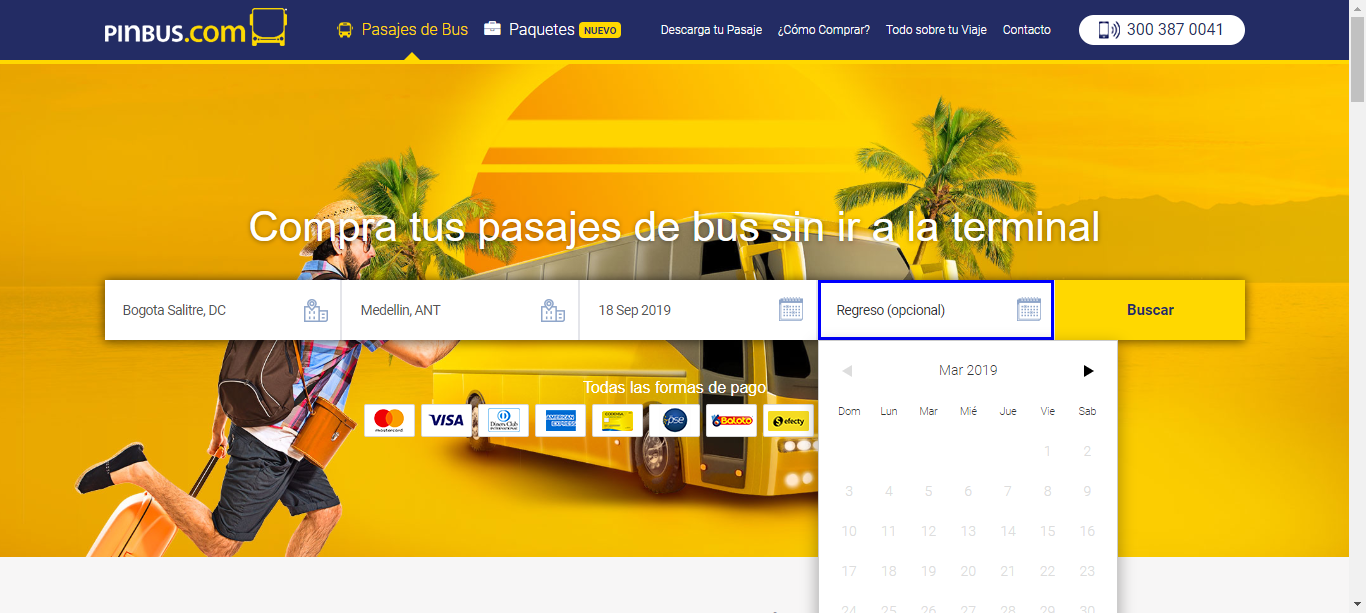 PINBUS.com
Pasajes de Bus
Paquetes NUEVO
Descarga tu Pasaje
¿Cómo Comprar?
Todo sobre tu Viaje
Contacto
300 387 0041
Compra tus pasajes de bus sin ir a la terminal
Bogota Salitre, DC
Medellin, ANT
18 Sep 2019
Regreso (opcional)
Buscar
Todas las formas de pago
mastercard
VISA
Diners Club
INTERNATIONAL
AMERICAN
EXPRESS
CODENSA
pse
Baloto
efecty
Mar 2019
Dom Lun Mar Mié Jue Vie Sab
1 2
3 4 5 6 7 8 9
10 11 12 13 14 15 16
17 18 19 20 21 22 23
24 25 26 27 28 29 30